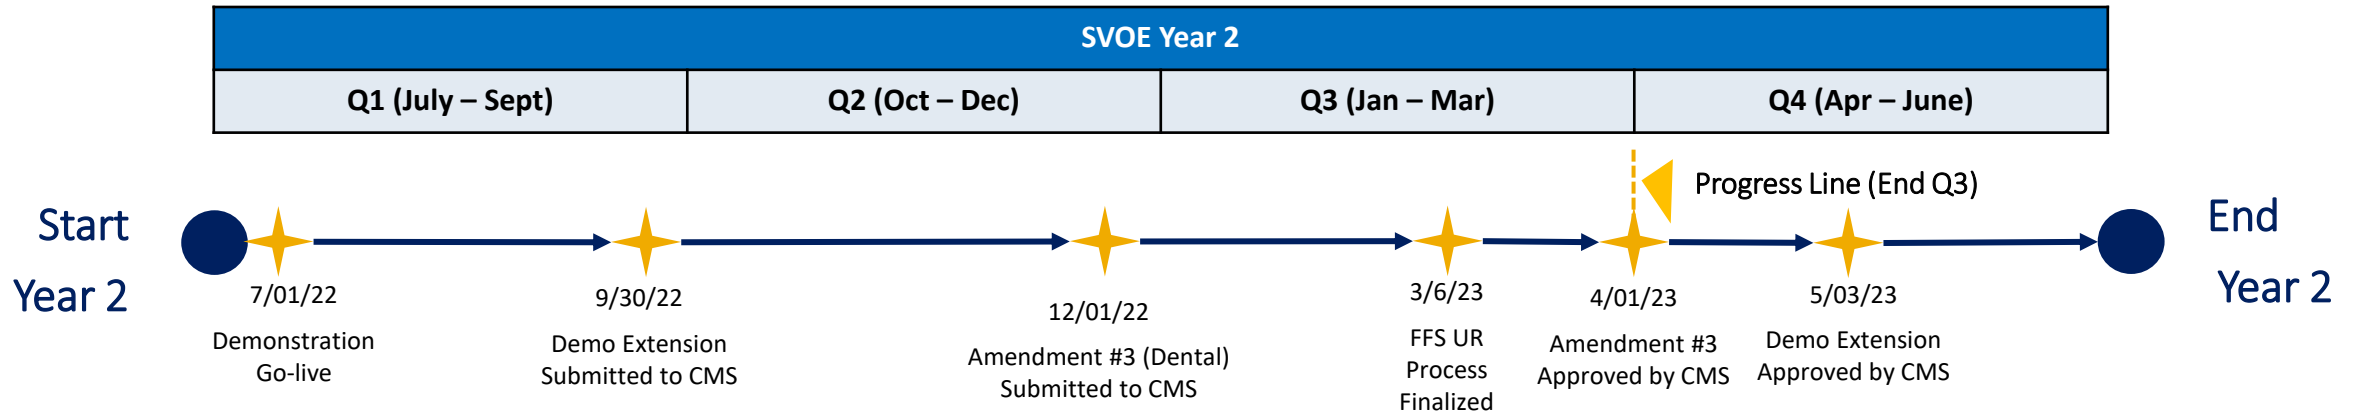 SVOE Year 2
Q1 (July – Sept)
Q2 (Oct – Dec)
Q3 (Jan – Mar)
Q4 (Apr – June)
Progress Line (End Q3)
Start
Year 2
End
Year 2
7/01/22
Demonstration
Go-live
9/30/22
Demo Extension
Submitted to CMS
12/01/22
Amendment #3 (Dental)
Submitted to CMS
3/6/23
FFS UR
Process
Finalized
4/01/23
Amendment #3
Approved by CMS
5/03/23
Demo Extension
Approved by CMS